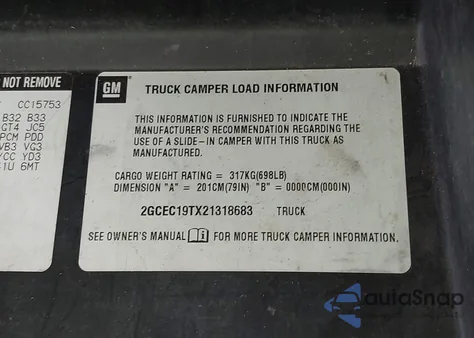 NOT REMOVE
CC15753
B32 B33
GT4 JC5
PCM PDD
VB3 VG3
YCC YD3
51U 6MT
GM
TRUCK CAMPER LOAD INFORMATION
THIS INFORMATION IS FURNISHED TO INDICATE THE
MANUFACTURER'S RECOMMENDATION REGARDING THE
USE OF A SLIDE-IN CAMPER WITH THIS TRUCK AS
MANUFACTURED.
CARGO WEIGHT RATING = 317KG(698LB)
DIMENSION "A" = 201CM(79IN) "B" = 0000CM(000IN)
2GCEC19TX21318683 TRUCK
SEE OWNER'S MANUAL FOR MORE TRUCK CAMPER INFORMATION.
autoSnap